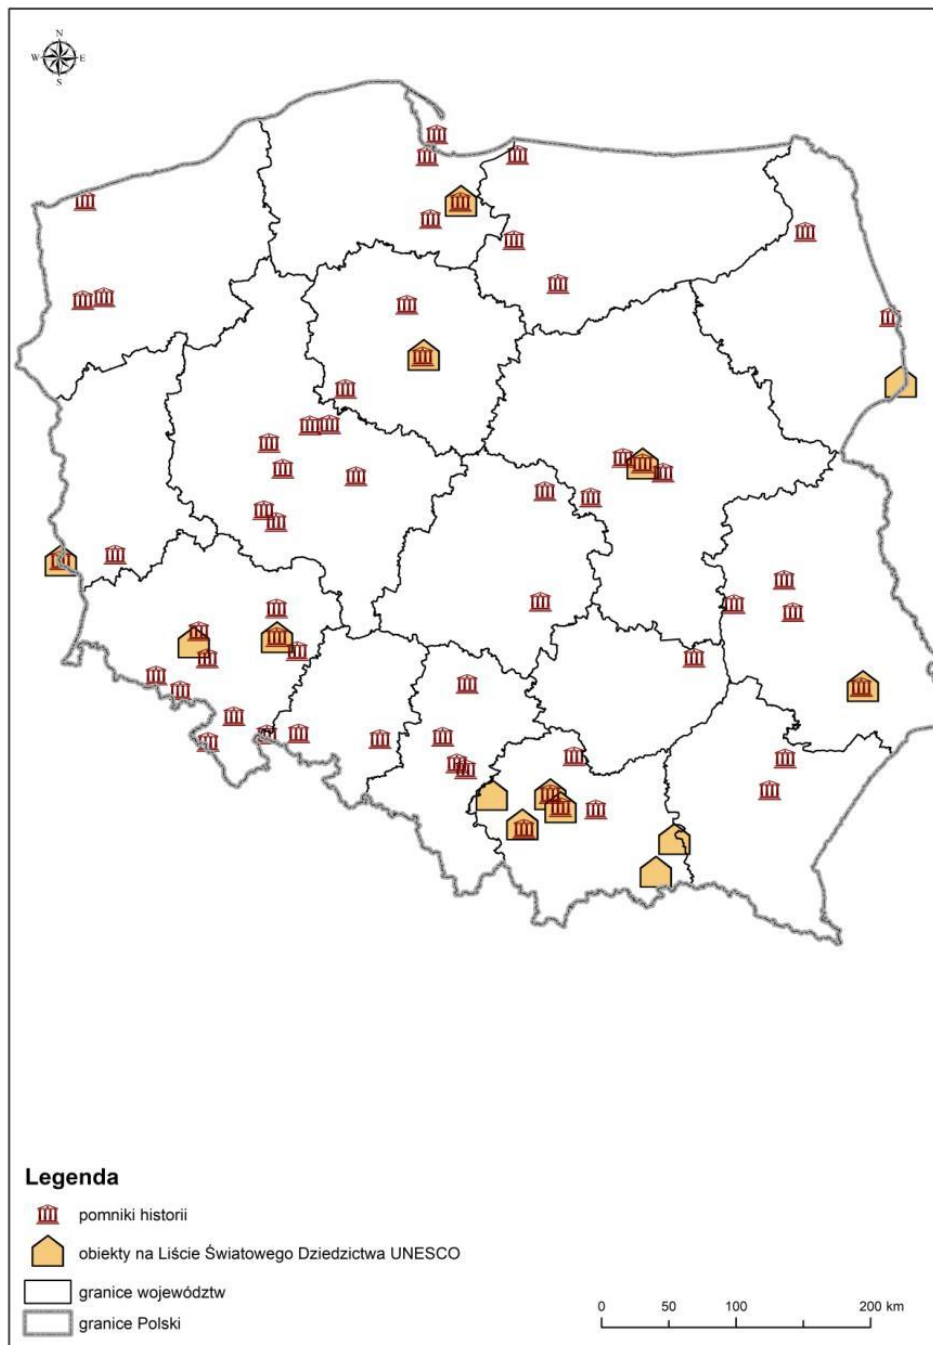 N
W E
S
Legenda
pomniki historii
obiekty na Liście Światowego Dziedzictwa UNESCO
granice województw
granice Polski
0 50 100 200 km